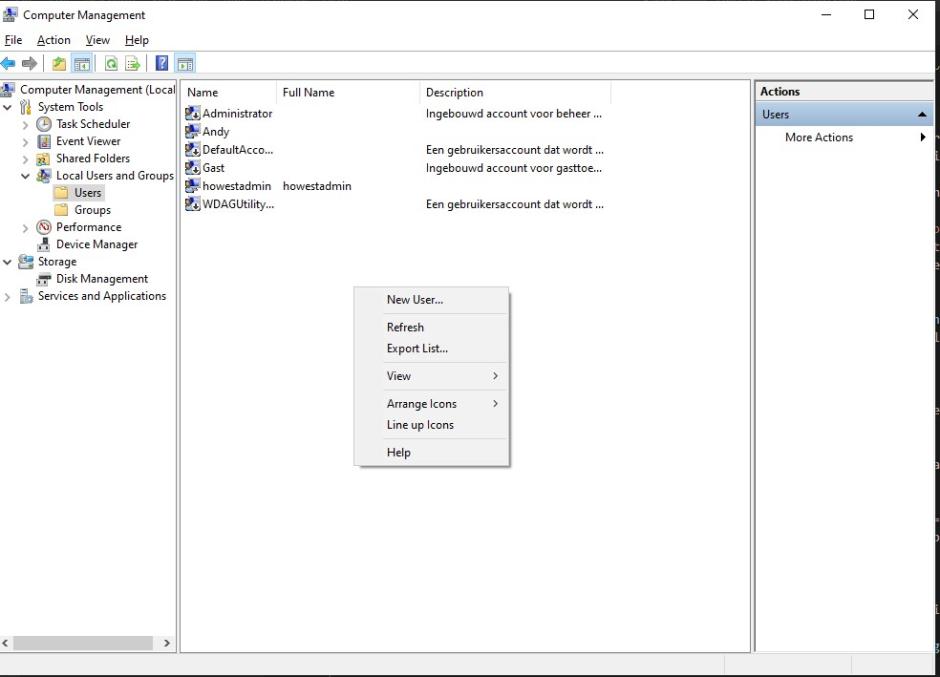 Computer Management
File Action View Help
Computer Management (Local
System Tools
Task Scheduler
Event Viewer
Shared Folders
Local Users and Groups
Users
Groups
Performance
Device Manager
Storage
Disk Management
Services and Applications
Name Full Name Description
Administrator Ingebouwd account voor beheer ...
Andy
DefaultAcco... Een gebruikersaccount dat wordt ...
Gast Ingebouwd account voor gasttoe...
howestadmin howestadmin
WDAGUtility... Een gebruikersaccount dat wordt ...
New User...
Refresh
Export List...
View
Arrange Icons
Line up Icons
Help
Actions
Users
More Actions